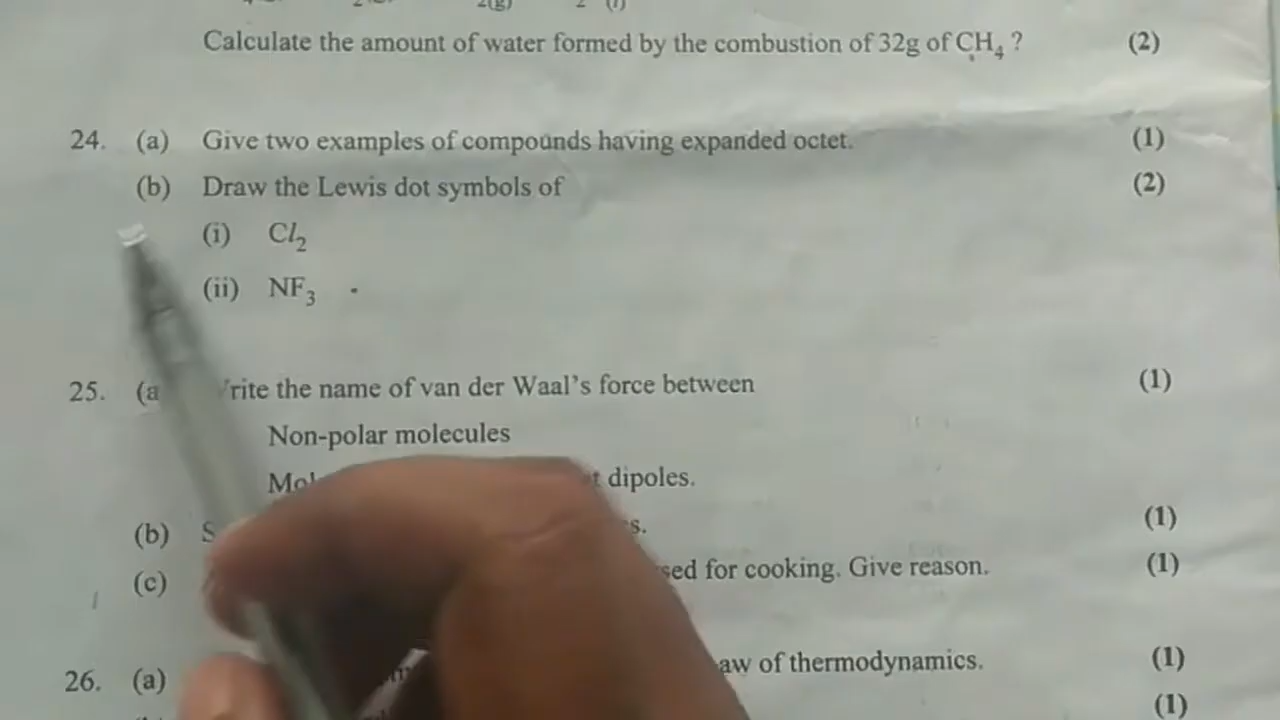 2(g) 2 (l)
Calculate the amount of water formed by the combustion of 32g of CH₄ ? (2)
24. (a) Give two examples of compounds having expanded octet. (1)
(b) Draw the Lewis dot symbols of (2)
(i) Cl₂
(ii) NF₃
25. (a rite the name of van der Waal's force between (1)
Non-polar molecules
dipoles.
(b) S s. (1)
(c) sed for cooking. Give reason. (1)
26. (a) aw of thermodynamics. (1)
(1)